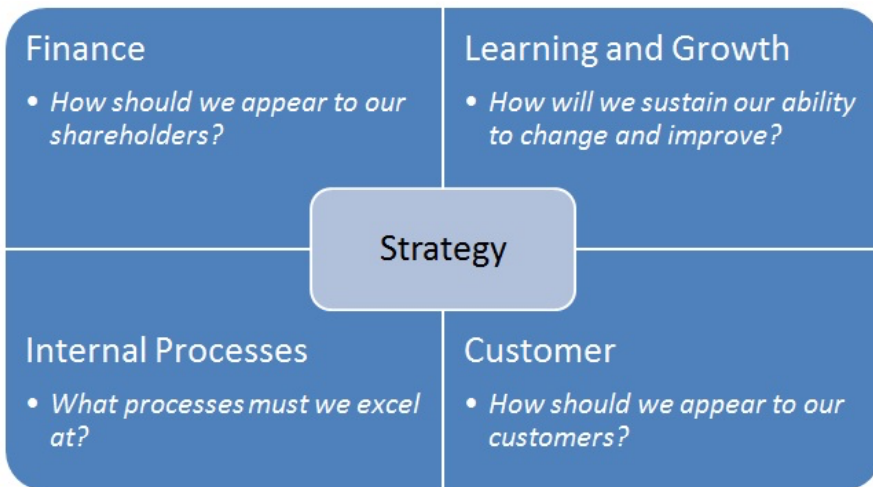 Finance
• How should we appear to our
shareholders?
Learning and Growth
• How will we sustain our ability
to change and improve?
Strategy
Internal Processes
• What processes must we excel
at?
Customer
• How should we appear to our
customers?